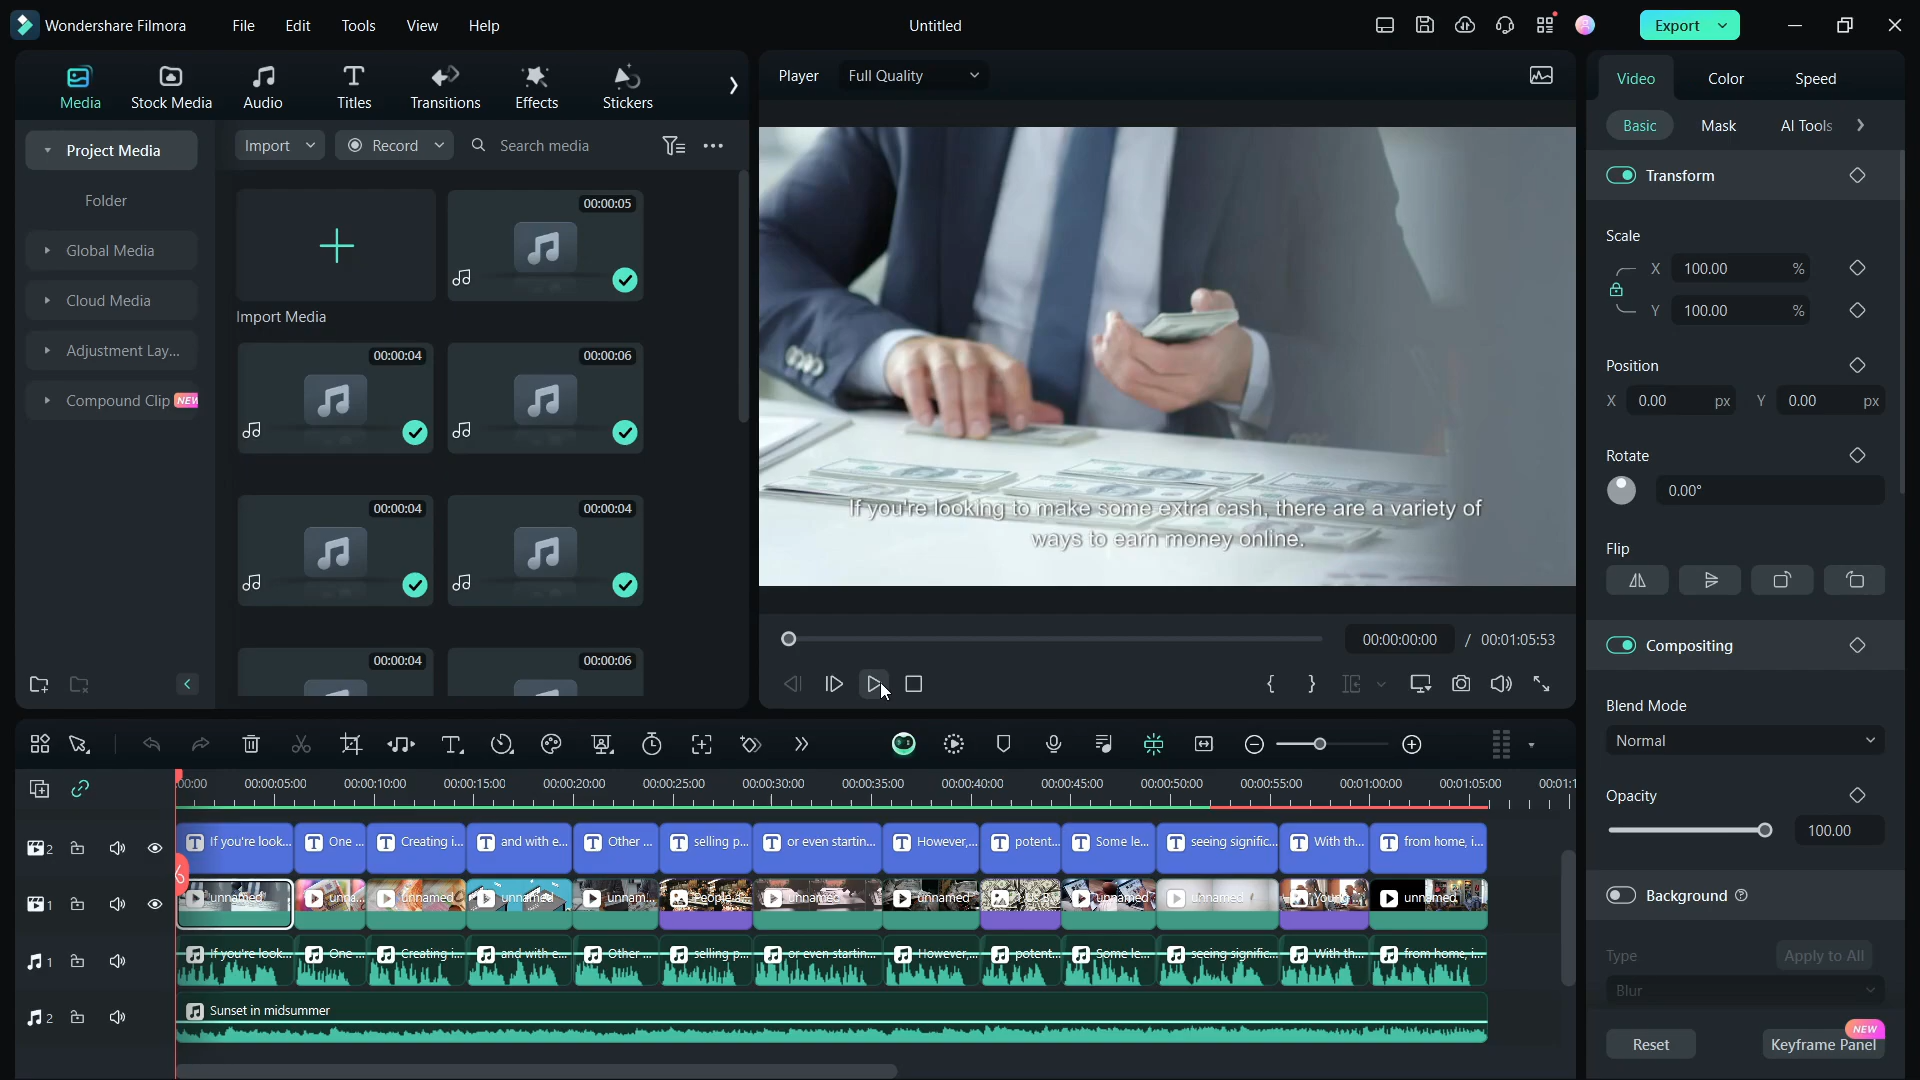 Wondershare Filmora
File
Edit
Tools
View
Help
Untitled
Export
Media
Stock Media
Audio
Titles
Transitions
Effects
Stickers
Player
Full Quality
Video
Color
Speed
Basic
Mask
AI Tools
Project Media
Folder
Global Media
Cloud Media
Adjustment Lay...
Compound Clip NEW
Import
Record
Search media
Import Media
00:00:05
00:00:04
00:00:06
00:00:04
00:00:04
00:00:04
00:00:06
If you're looking to make some extra cash, there are a variety of
ways to earn money online.
00:00:00:00 / 00:01:05:53
Transform
Scale
X 100.00 %
Y 100.00 %
Position
X 0.00 px Y 0.00 px
Rotate
0.00°
Flip
Compositing
Blend Mode
Normal
Opacity
100.00
Background
Type
Apply to All
Blur
Reset
NEW
Keyframe Panel
:00:00 00:00:05:00 00:00:10:00 00:00:15:00 00:00:20:00 00:00:25:00 00:00:30:00 00:00:35:00 00:00:40:00 00:00:45:00 00:00:50:00 00:00:55:00 00:01:00:00 00:01:05:00 00:01:1
2 If you're look... One ... Creating i... and with e... Other ... selling p... or even startin... However,... potent... Some le... seeing signific... With th... from home, i...
1 unnamed unna... unnamed unnamed unnam... People a... unnamed unnamed unnamed unnamed Young ... unnamed
1 If you're look... One ... Creating i... and with e... Other ... selling p... or even startin... However,... potent... Some le... seeing signific... With th... from home, i...
2 Sunset in midsummer